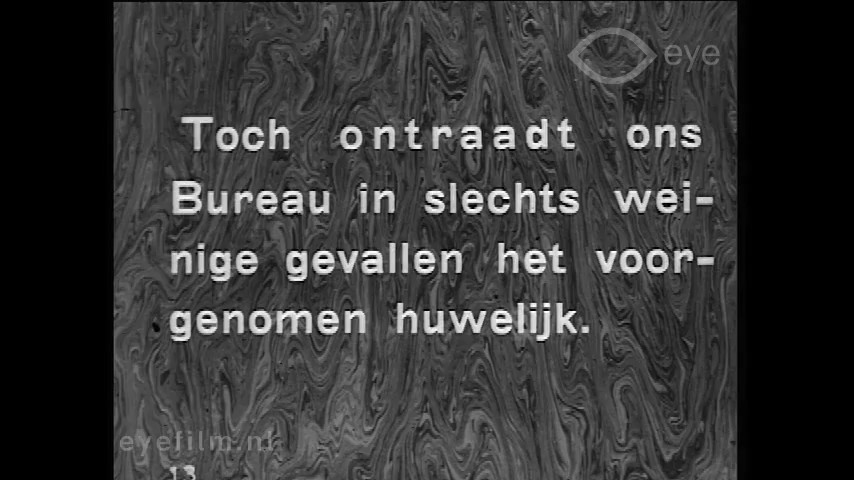 eye
Toch ontraadt ons
Bureau in slechts wei-
nige gevallen het voor-
genomen huwelijk.
eyefilm.nl
13